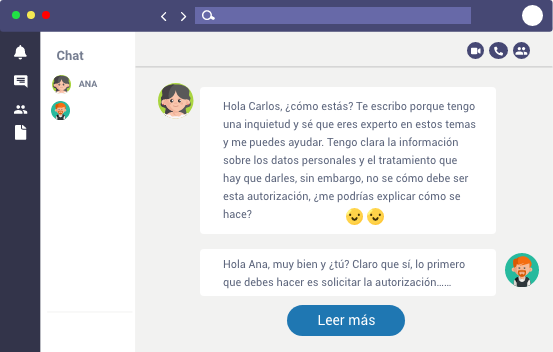 Chat
ANA
Hola Carlos, ¿cómo estás? Te escribo porque tengo
una inquietud y sé que eres experto en estos temas
y me puedes ayudar. Tengo clara la información
sobre los datos personales y el tratamiento que
hay que darles, sin embargo, no se cómo debe ser
esta autorización, ¿me podrías explicar cómo se
hace?
Hola Ana, muy bien y ¿tú? Claro que sí, lo primero
que debes hacer es solicitar la autorización......
Leer más